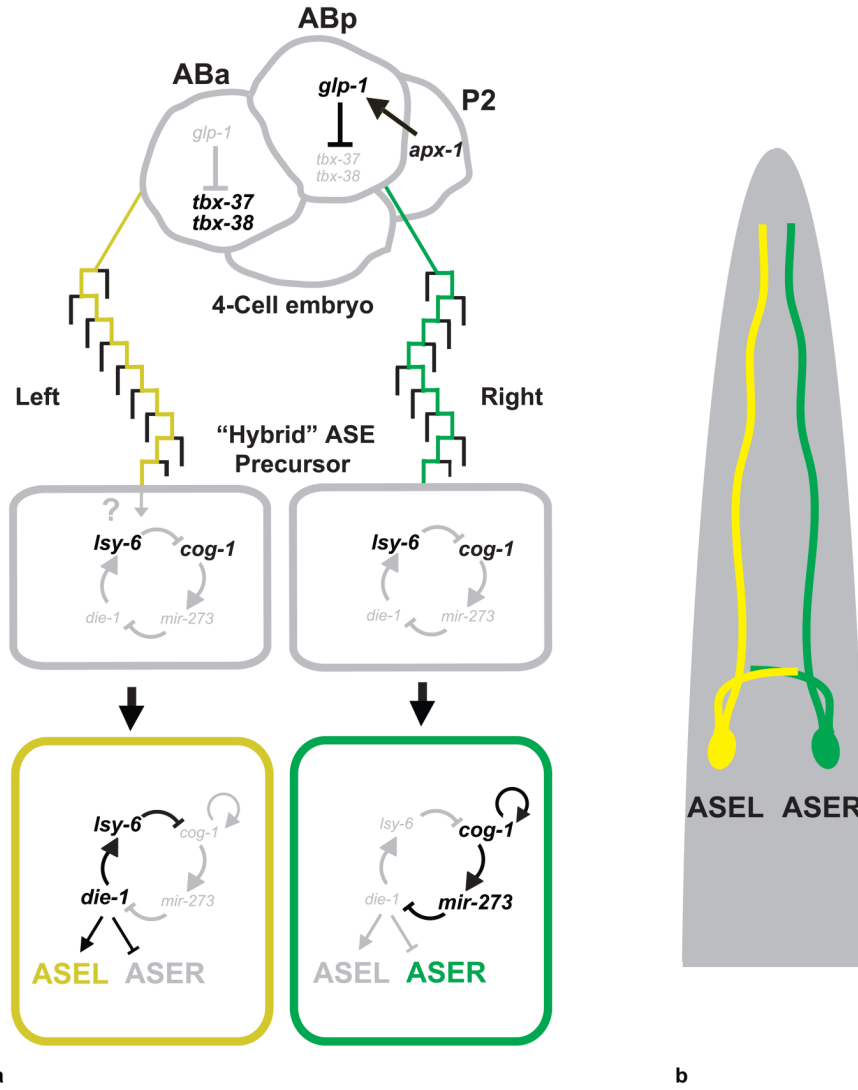 ABp
ABa
P2
glp-1
glp-1
apx-1
tbx-37
tbx-38
tbx-37
tbx-38
4-Cell embryo
Left
Right
“Hybrid” ASE
Precursor
?
lsy-6
cog-1
die-1
mir-273
lsy-6
cog-1
die-1
mir-273
lsy-6
cog-1
die-1
mir-273
ASEL ASER
lsy-6
cog-1
die-1
mir-273
ASEL ASER
ASEL ASER
a
b